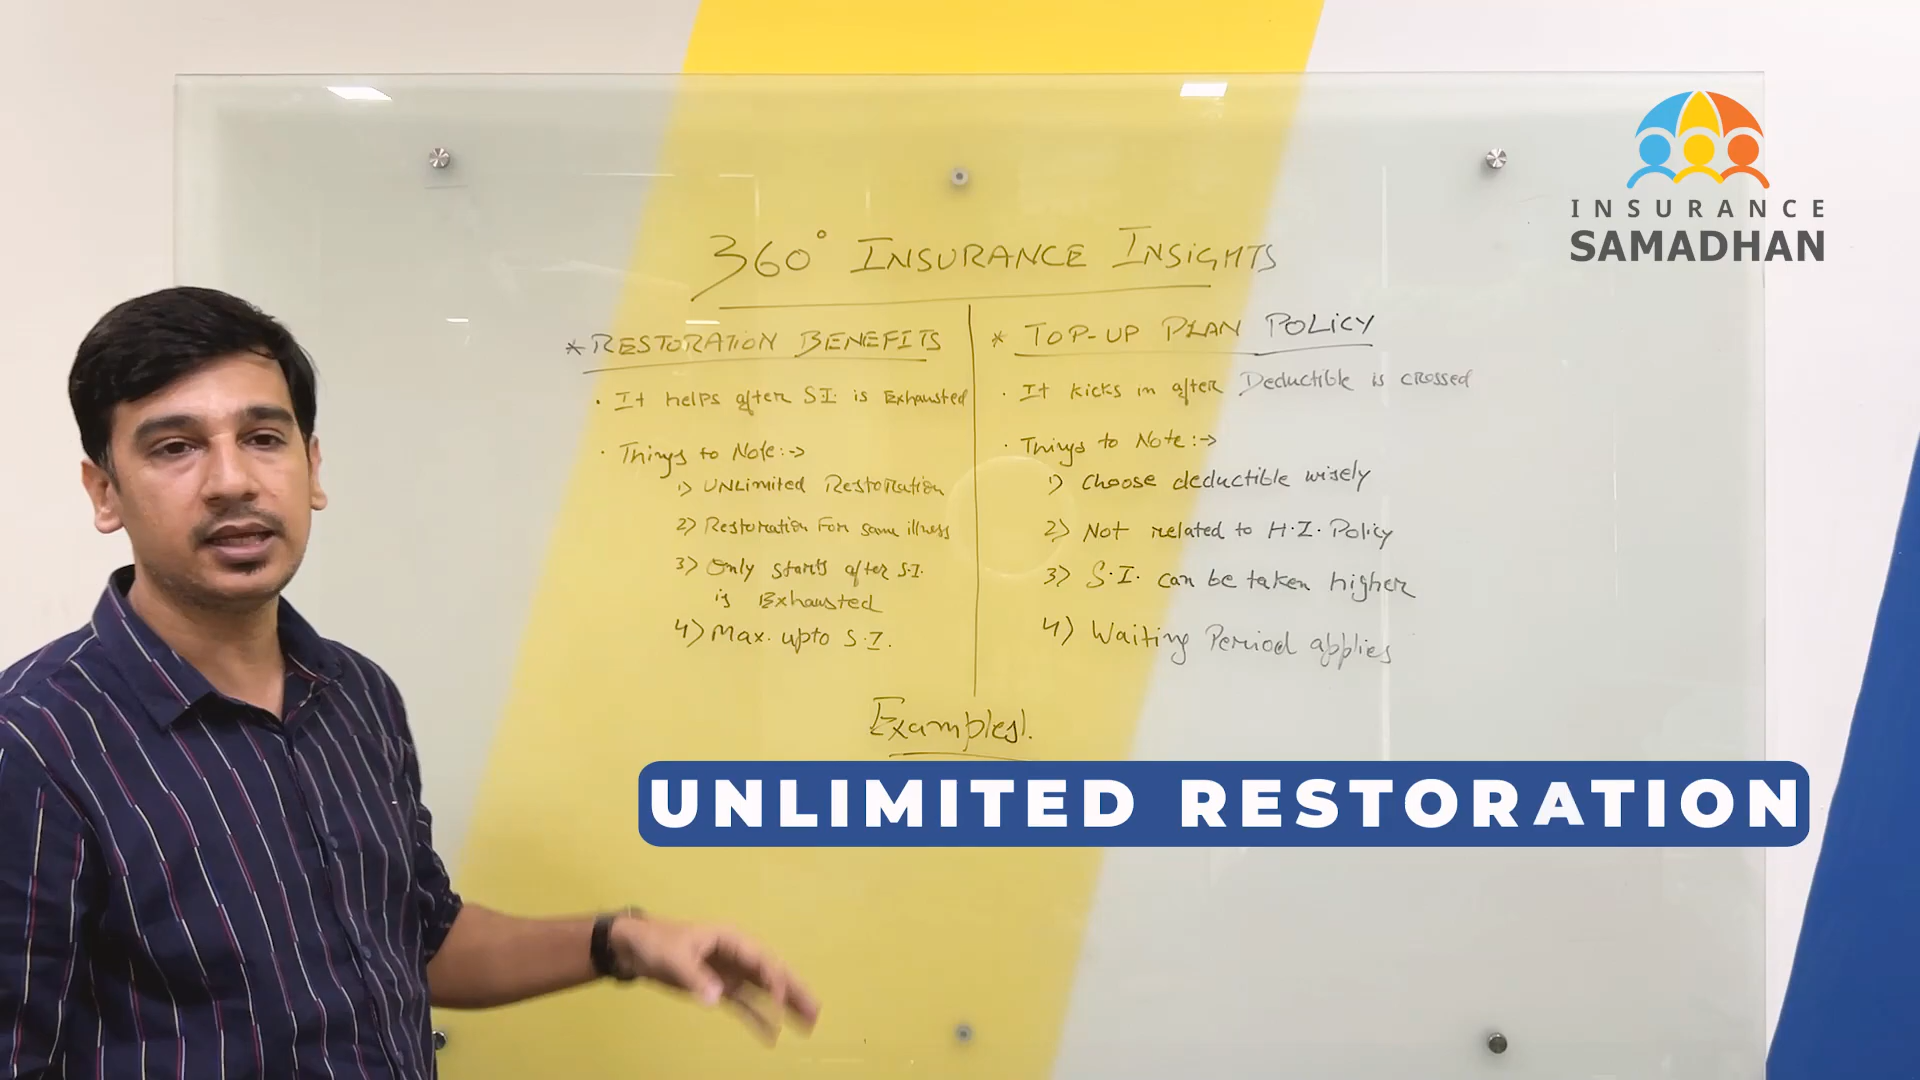 INSURANCE
SAMADHAN
360° INSURANCE INSIGHTS
* RESTORATION BENEFITS
· It helps after S.I. is Exhausted
· Things to Note:->
1) UNLimited Restoration
2) Restoration For same illness
3) Only starts after S.I.
is Exhausted
4) Max. upto S.I.
* TOP-UP PLAN POLICY
· It kicks in after Deductible is crossed
· Things to Note:->
1) Choose deductible wisely
2) Not related to H.I. Policy
3) S.I. can be taken higher
4) Waiting Period applies
Examples!.
UNLIMITED RESTORATION